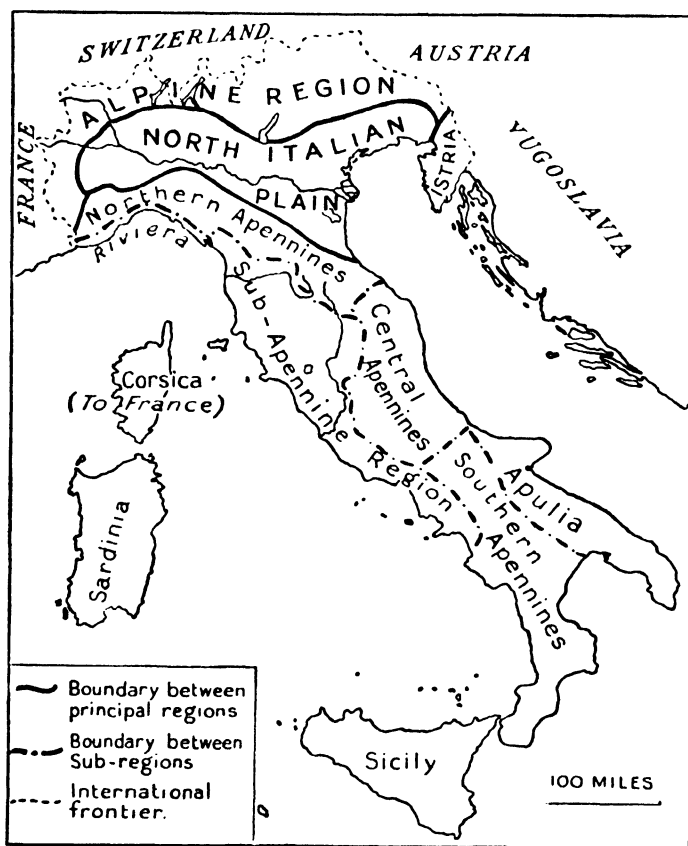 SWITZERLAND
AUSTRIA
ALPINE REGION
FRANCE
NORTH ITALIAN
PLAIN
ISTRIA
YUGOSLAVIA
Northern Apennines
Riviera
Sub-Apennine Region
Central
Apennines
Corsica
(To France)
Sardinia
Southern
Apennines
Apulia
Sicily
Boundary between
principal regions
Boundary between
Sub-regions
International
frontier.
100 MILES